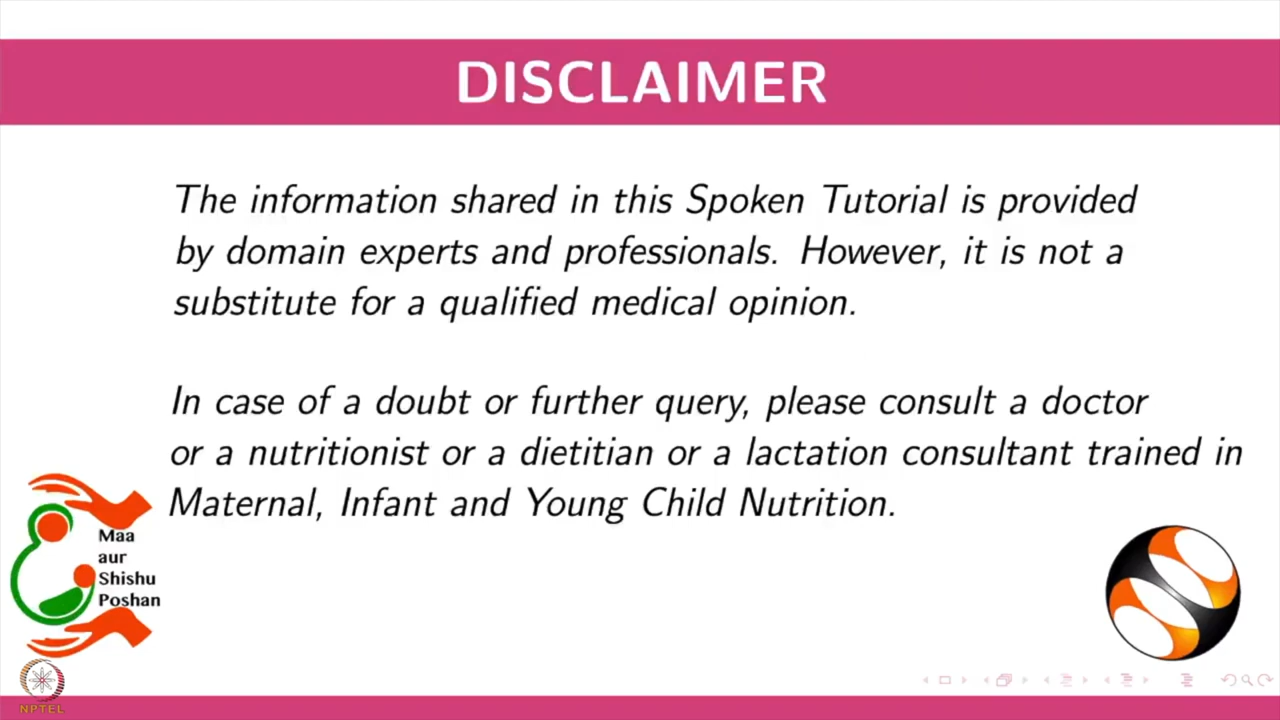 DISCLAIMER
The information shared in this Spoken Tutorial is provided
by domain experts and professionals. However, it is not a
substitute for a qualified medical opinion.
In case of a doubt or further query, please consult a doctor
or a nutritionist or a dietitian or a lactation consultant trained in
Maternal, Infant and Young Child Nutrition.
Maa
aur
Shishu
Poshan
NPTEL